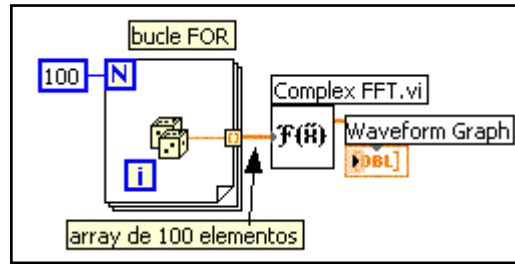 bucle FOR
100
N
i
Complex FFT.vi
F(x̃)
Waveform Graph
DBL]
array de 100 elementos